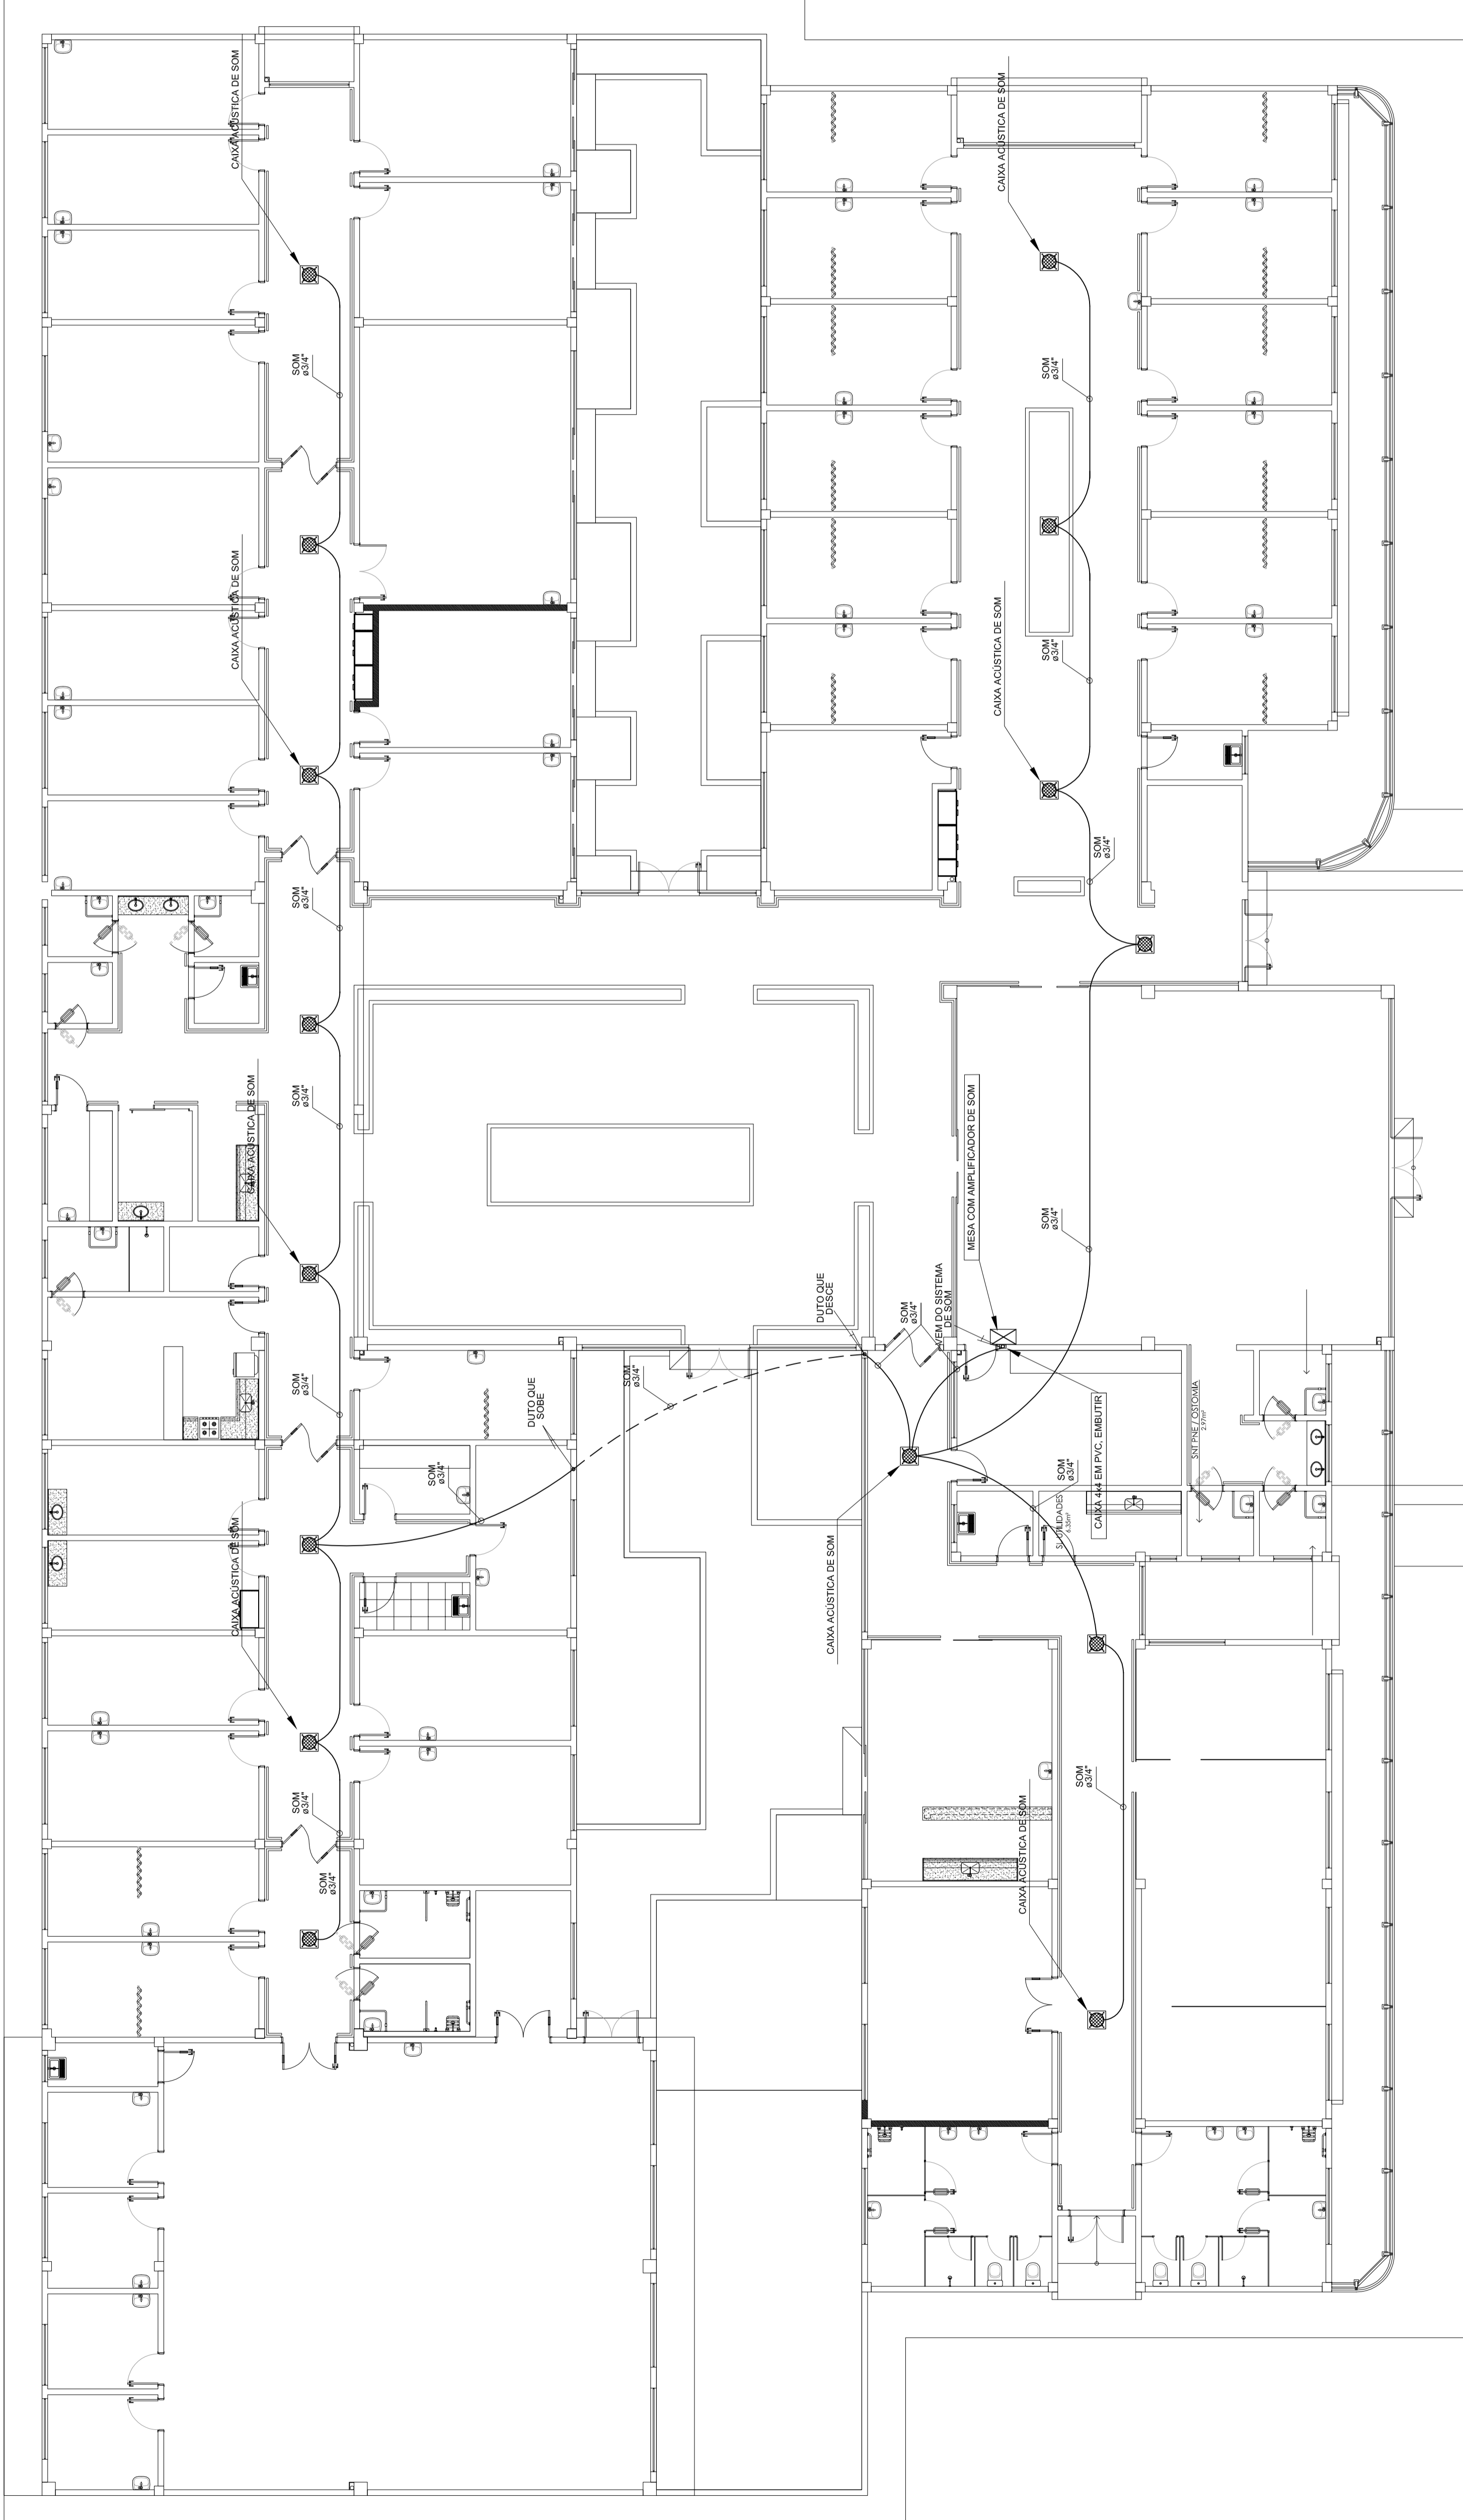 CAIXA ACÚSTICA DE SOM
CAIXA ACÚSTICA DE SOM
SOM
ø3/4"
SOM
ø3/4"
CAIXA ACÚSTICA DE SOM
CAIXA ACÚSTICA DE SOM
SOM
ø3/4"
SOM
ø3/4"
SOM
ø3/4"
CAIXA ACÚSTICA DE SOM
SOM
ø3/4"
MESA COM AMPLIFICADOR DE SOM
SOM
ø3/4"
DUTO QUE
DESCE
SOM
ø3/4"
SOM
ø3/4"
VEM DO SISTEMA
DE SOM
SOM
ø3/4"
SOM
ø3/4"
DUTO QUE
SOBE
SNT PNE / OSTOMIA
2.97m²
CAIXA 4x4 EM PVC, EMBUTIR
SOM
ø3/4"
SOM
ø3/4"
S. UTILIDADES
6.35m²
CAIXA ACÚSTICA DE SOM
CAIXA ACÚSTICA DE SOM
SOM
ø3/4"
SOM
ø3/4"
CAIXA ACÚSTICA DE SOM
SOM
ø3/4"